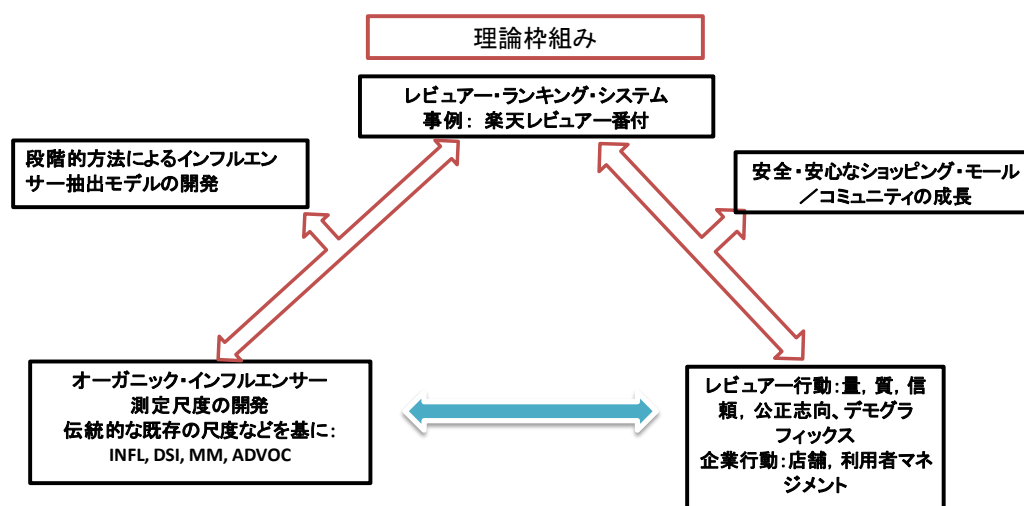 理論枠組み
レビュアー・ランキング・システム
事例： 楽天レビュアー番付
段階的方法によるインフルエン
サー抽出モデルの開発
安全・安心なショッピング・モール
／コミュニティの成長
オーガニック・インフルエンサー
測定尺度の開発
伝統的な既存の尺度などを基に：
INFL, DSI, MM, ADVOC
レビュアー行動：量，質，信
頼，公正志向、デモグラ
フィックス
企業行動：店舗，利用者マネ
ジメント